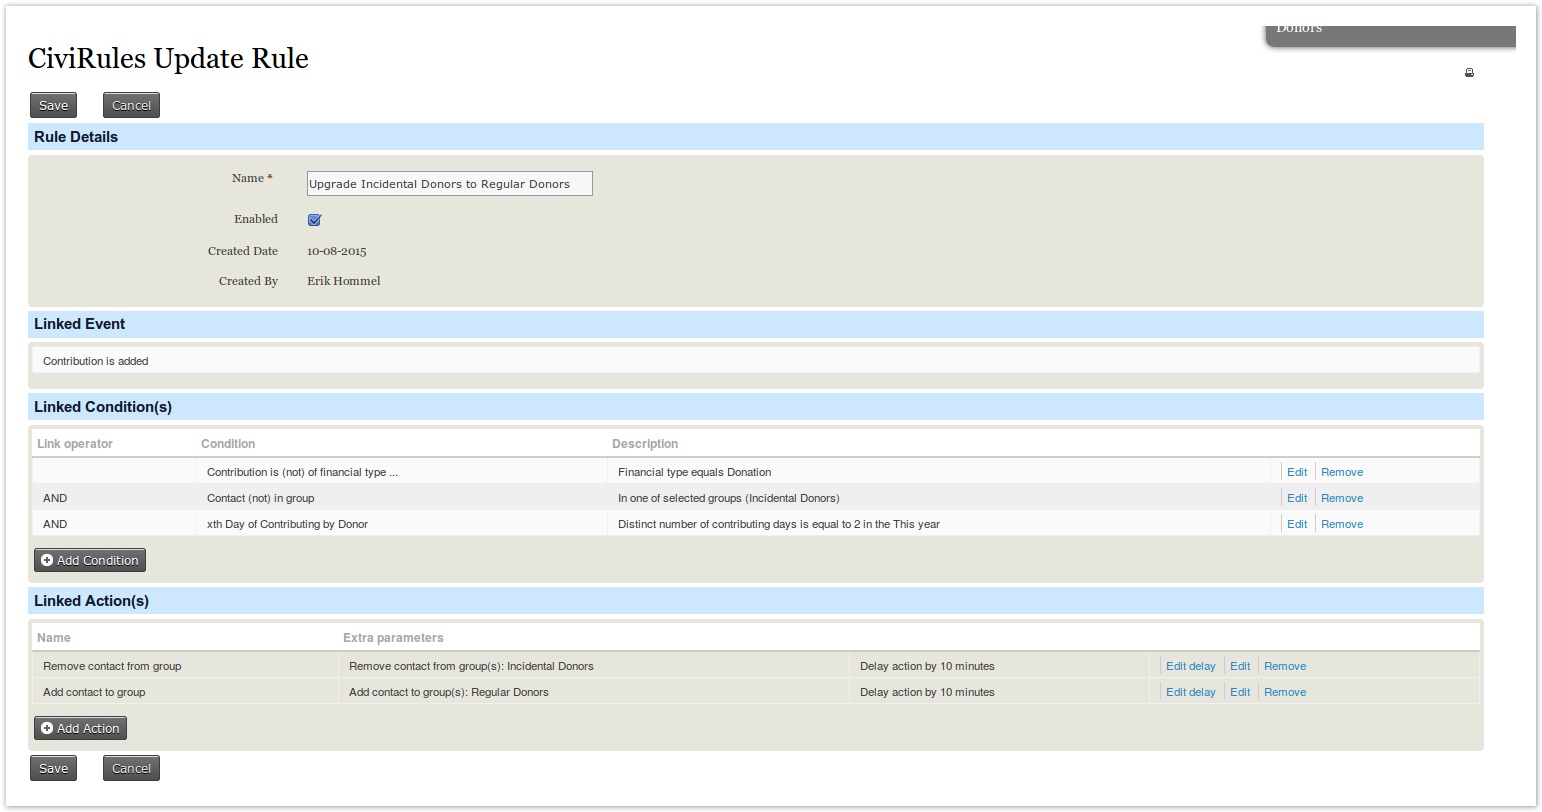 Donors
CiviRules Update Rule
Save Cancel
Rule Details
Name * Upgrade Incidental Donors to Regular Donors
Enabled
Created Date 10-08-2015
Created By Erik Hommel
Linked Event
Contribution is added
Linked Condition(s)
Link operator Condition Description
Contribution is (not) of financial type ... Financial type equals Donation Edit Remove
AND Contact (not) in group In one of selected groups (Incidental Donors) Edit Remove
AND xth Day of Contributing by Donor Distinct number of contributing days is equal to 2 in the This year Edit Remove
Add Condition
Linked Action(s)
Name Extra parameters
Remove contact from group Remove contact from group(s): Incidental Donors Delay action by 10 minutes Edit delay Edit Remove
Add contact to group Add contact to group(s): Regular Donors Delay action by 10 minutes Edit delay Edit Remove
Add Action
Save Cancel